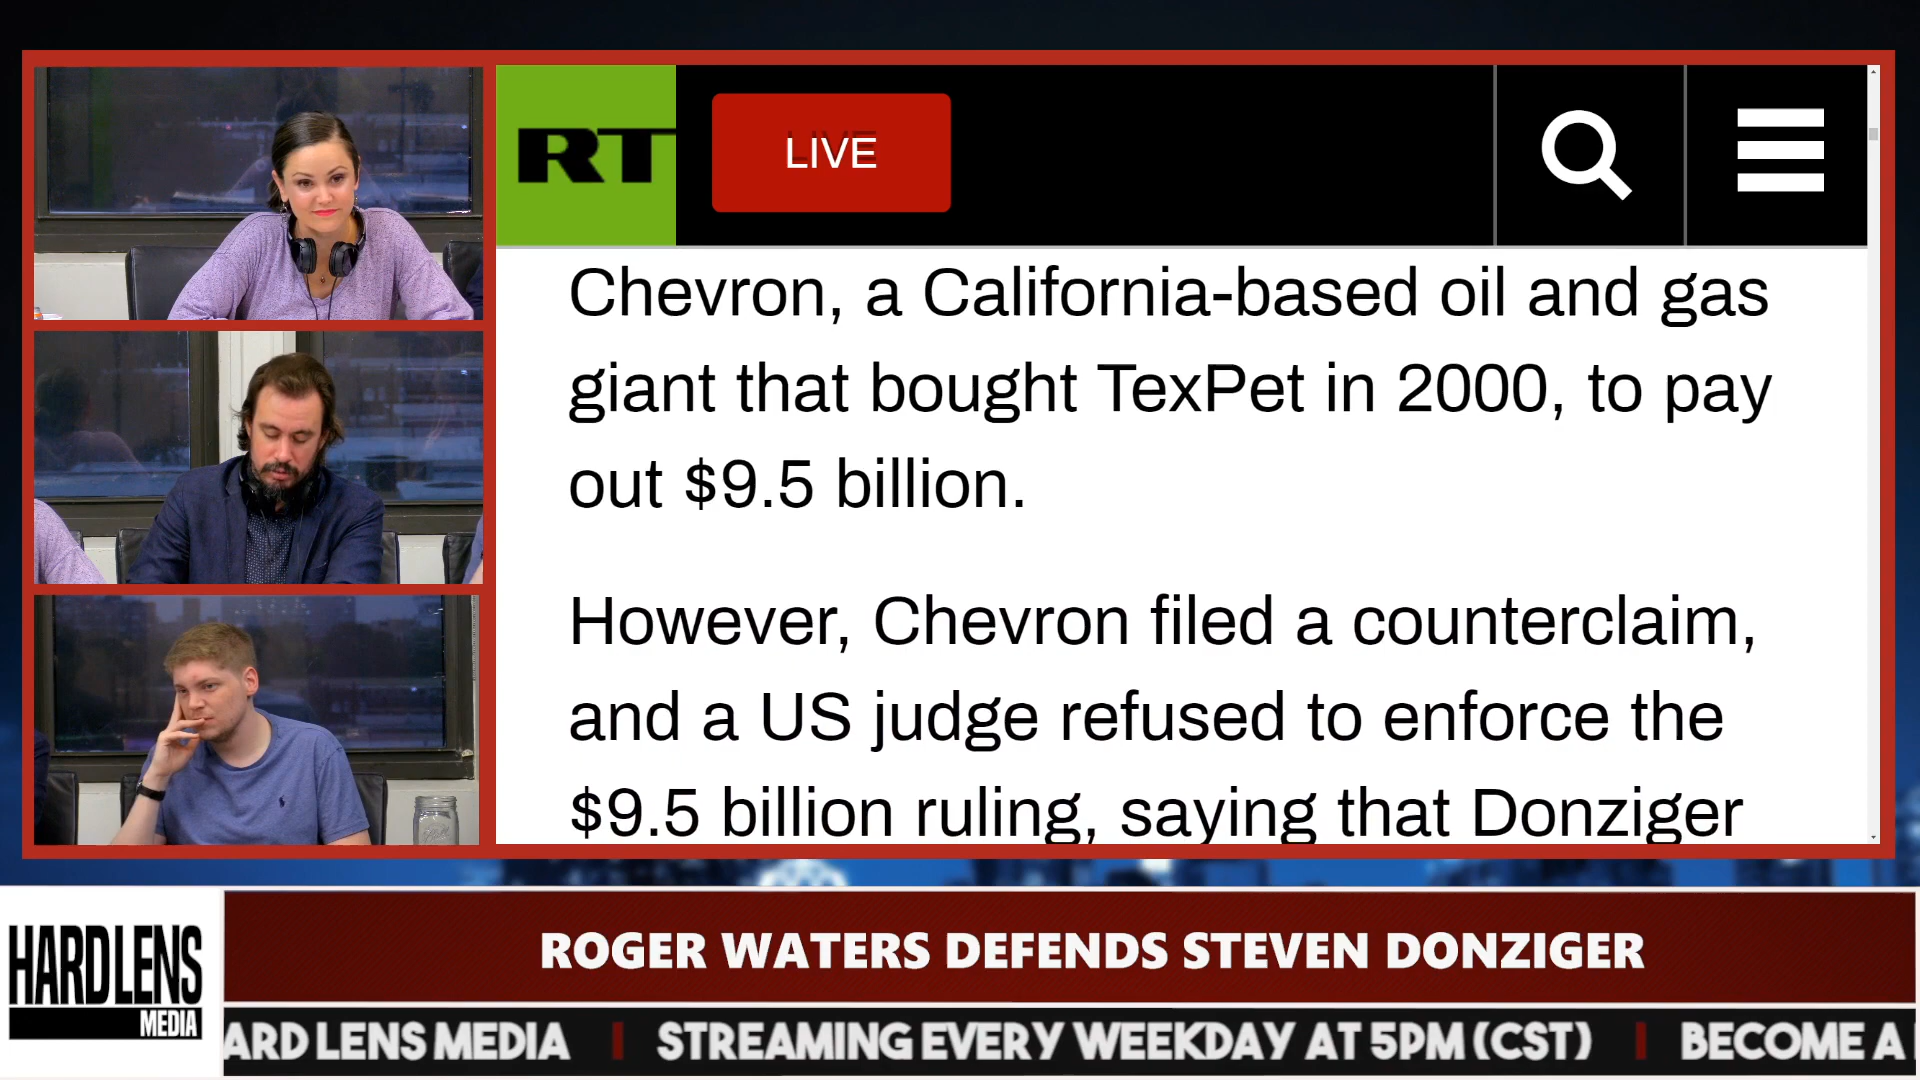 RT
LIVE
Chevron, a California-based oil and gas
giant that bought TexPet in 2000, to pay
out $9.5 billion.
However, Chevron filed a counterclaim,
and a US judge refused to enforce the
$9.5 billion ruling, saying that Donziger
HARD LENS
MEDIA
ROGER WATERS DEFENDS STEVEN DONZIGER
ARD LENS MEDIA | STREAMING EVERY WEEKDAY AT 5PM (CST) | BECOME A